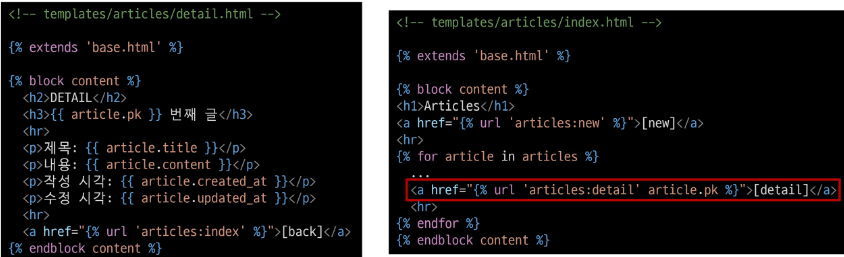 <!-- templates/articles/detail.html -->
{% extends 'base.html' %}
{% block content %}
<h2>DETAIL</h2>
<h3>{{ article.pk }} 번째 글</h3>
<hr>
<p>제목: {{ article.title }}</p>
<p>내용: {{ article.content }}</p>
<p>작성 시각: {{ article.created_at }}</p>
<p>수정 시각: {{ article.updated_at }}</p>
<hr>
<a href="{% url 'articles:index' %}">[back]</a>
{% endblock content %}
<!-- templates/articles/index.html -->
{% extends 'base.html' %}
{% block content %}
<h1>Articles</h1>
<a href="{% url 'articles:new' %}">[new]</a>
<hr>
{% for article in articles %}
...
<a href="{% url 'articles:detail' article.pk %}">[detail]</a>
<hr>
{% endfor %}
{% endblock content %}